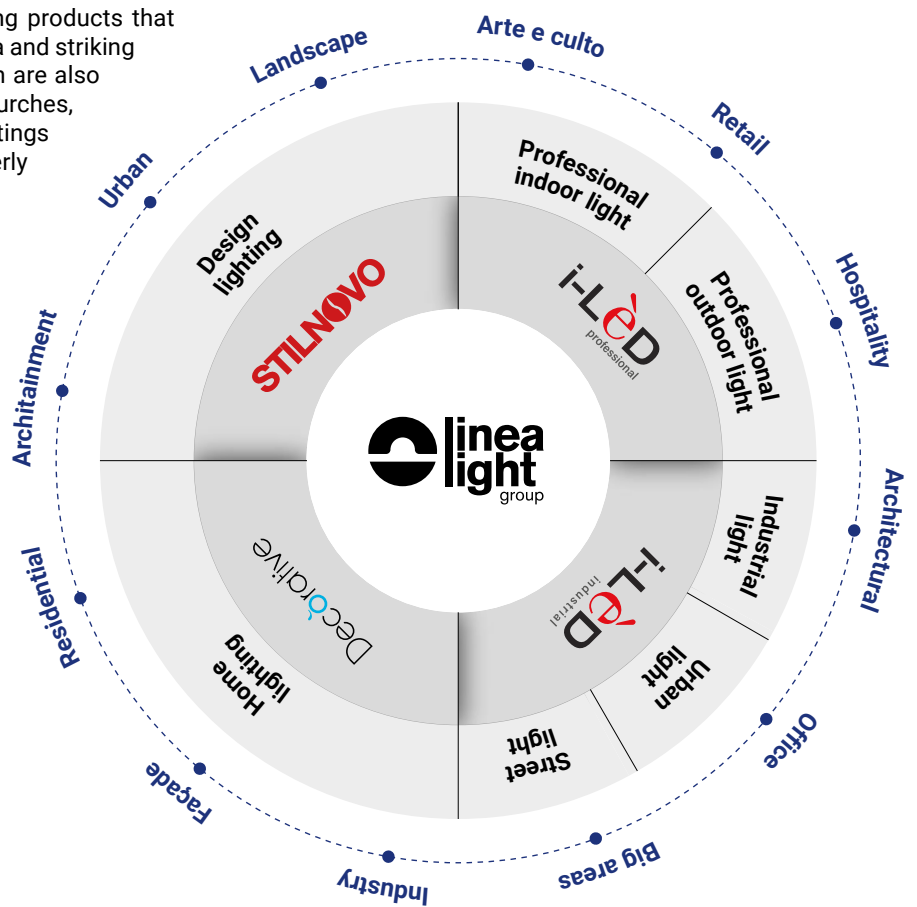 ng products that
a and striking
n are also
urches,
tings
erly
Landscape
Arte e culto
Retail
Hospitality
Architectural
Office
Big areas
Industry
Façade
Residential
Architainment
Urban
Design
lighting
STILNOVO
Professional
indoor light
Professional
outdoor light
i-LèD
professional
Industrial
light
Urban
light
Street
light
i-LèD
industrial
Home
lighting
Decorative
linea
light
group